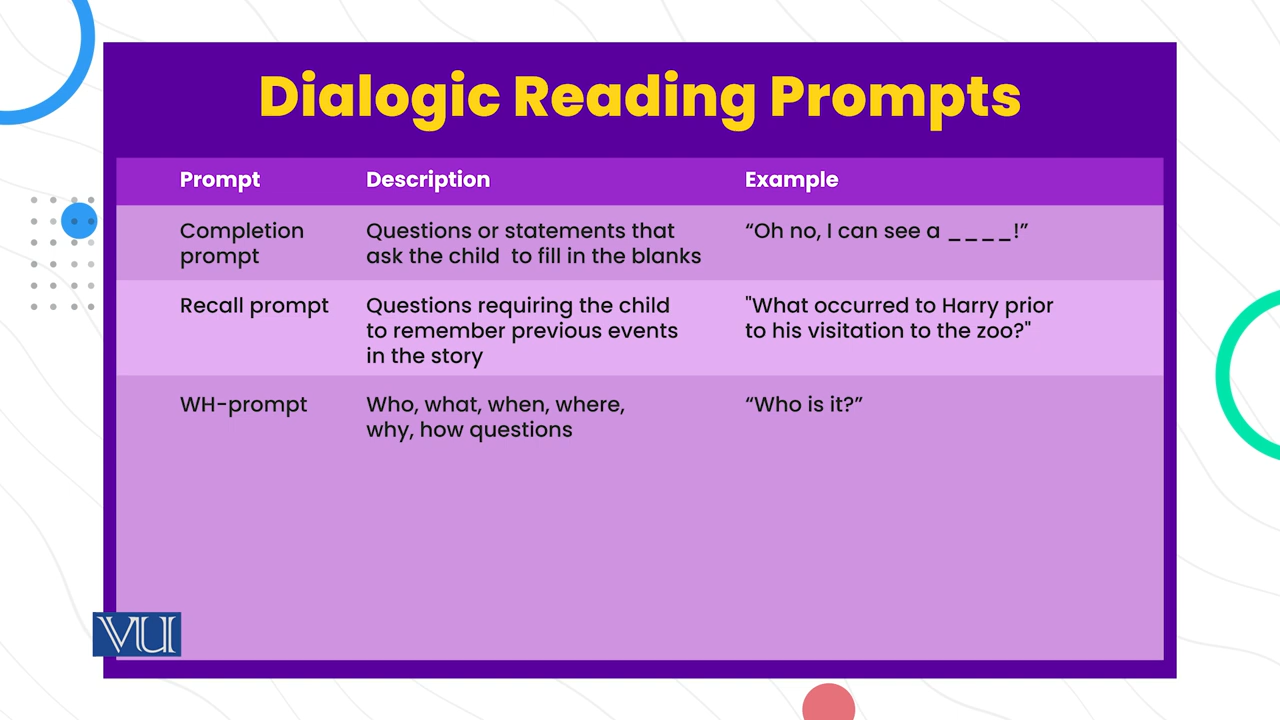 Dialogic Reading Prompts
Prompt Description Example
Completion prompt
Questions or statements that
ask the child to fill in the blanks
“Oh no, I can see a _ _ _ _!”
Recall prompt
Questions requiring the child
to remember previous events
in the story
"What occurred to Harry prior
to his visitation to the zoo?"
WH-prompt
Who, what, when, where,
why, how questions
“Who is it?”
VU